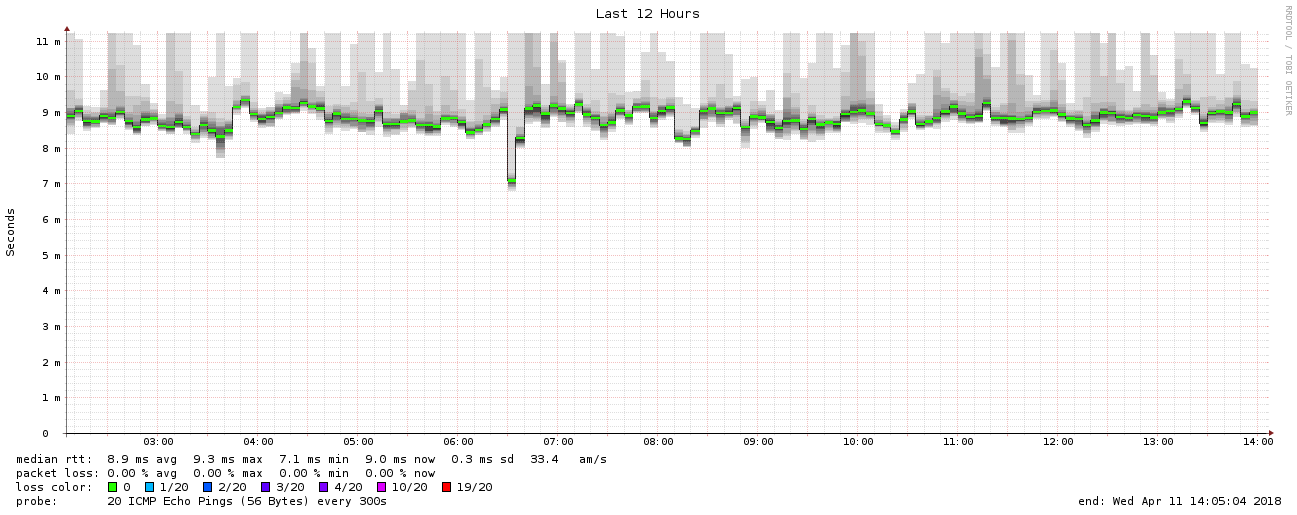 Last 12 Hours
RRDTOOL / TOBI OETIKER
11 m
10 m
9 m
8 m
7 m
6 m
5 m
4 m
3 m
2 m
1 m
0
Seconds
03:00 04:00 05:00 06:00 07:00 08:00 09:00 10:00 11:00 12:00 13:00 14:00
median rtt: 8.9 ms avg 9.3 ms max 7.1 ms min 9.0 ms now 0.3 ms sd 33.4 am/s
packet loss: 0.00 % avg 0.00 % max 0.00 % min 0.00 % now
loss color: 0 1/20 2/20 3/20 4/20 10/20 19/20
probe: 20 ICMP Echo Pings (56 Bytes) every 300s end: Wed Apr 11 14:05:04 2018